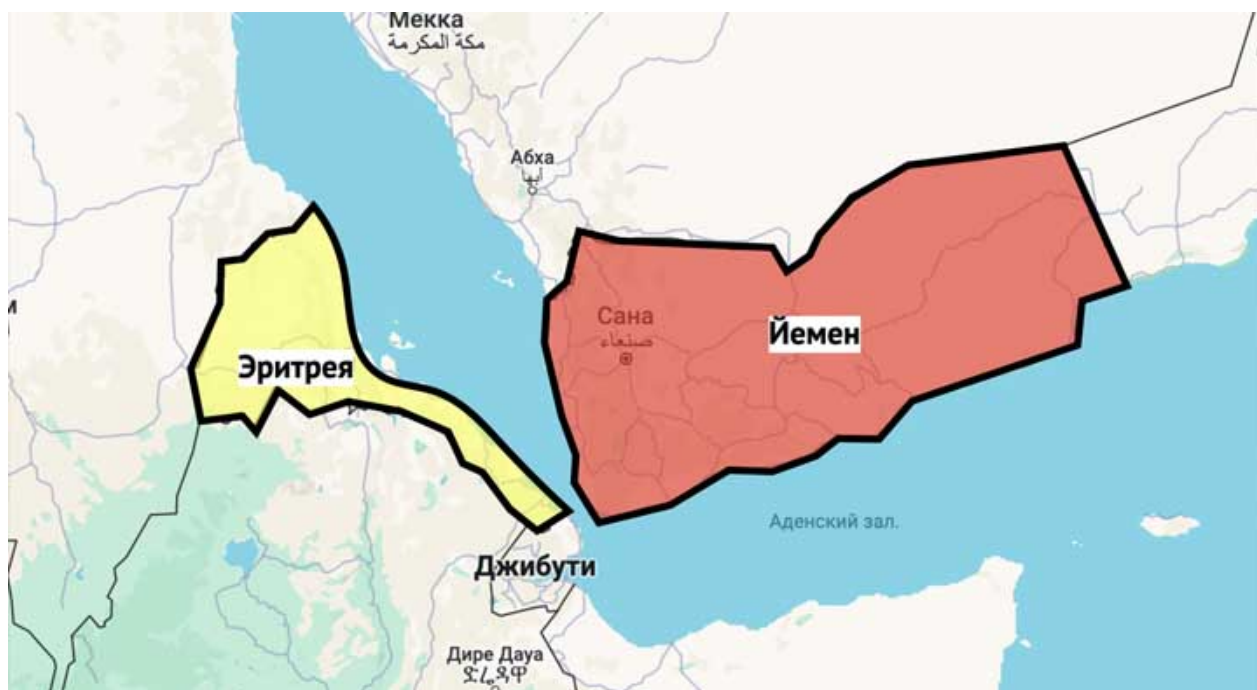 Мекка
مكة المكرمة
Абха
أبها
Сана
صنعاء
Йемен
Эритрея
м
Аденский зал.
Джибути
Дире Дауа
ድሬዳዋ